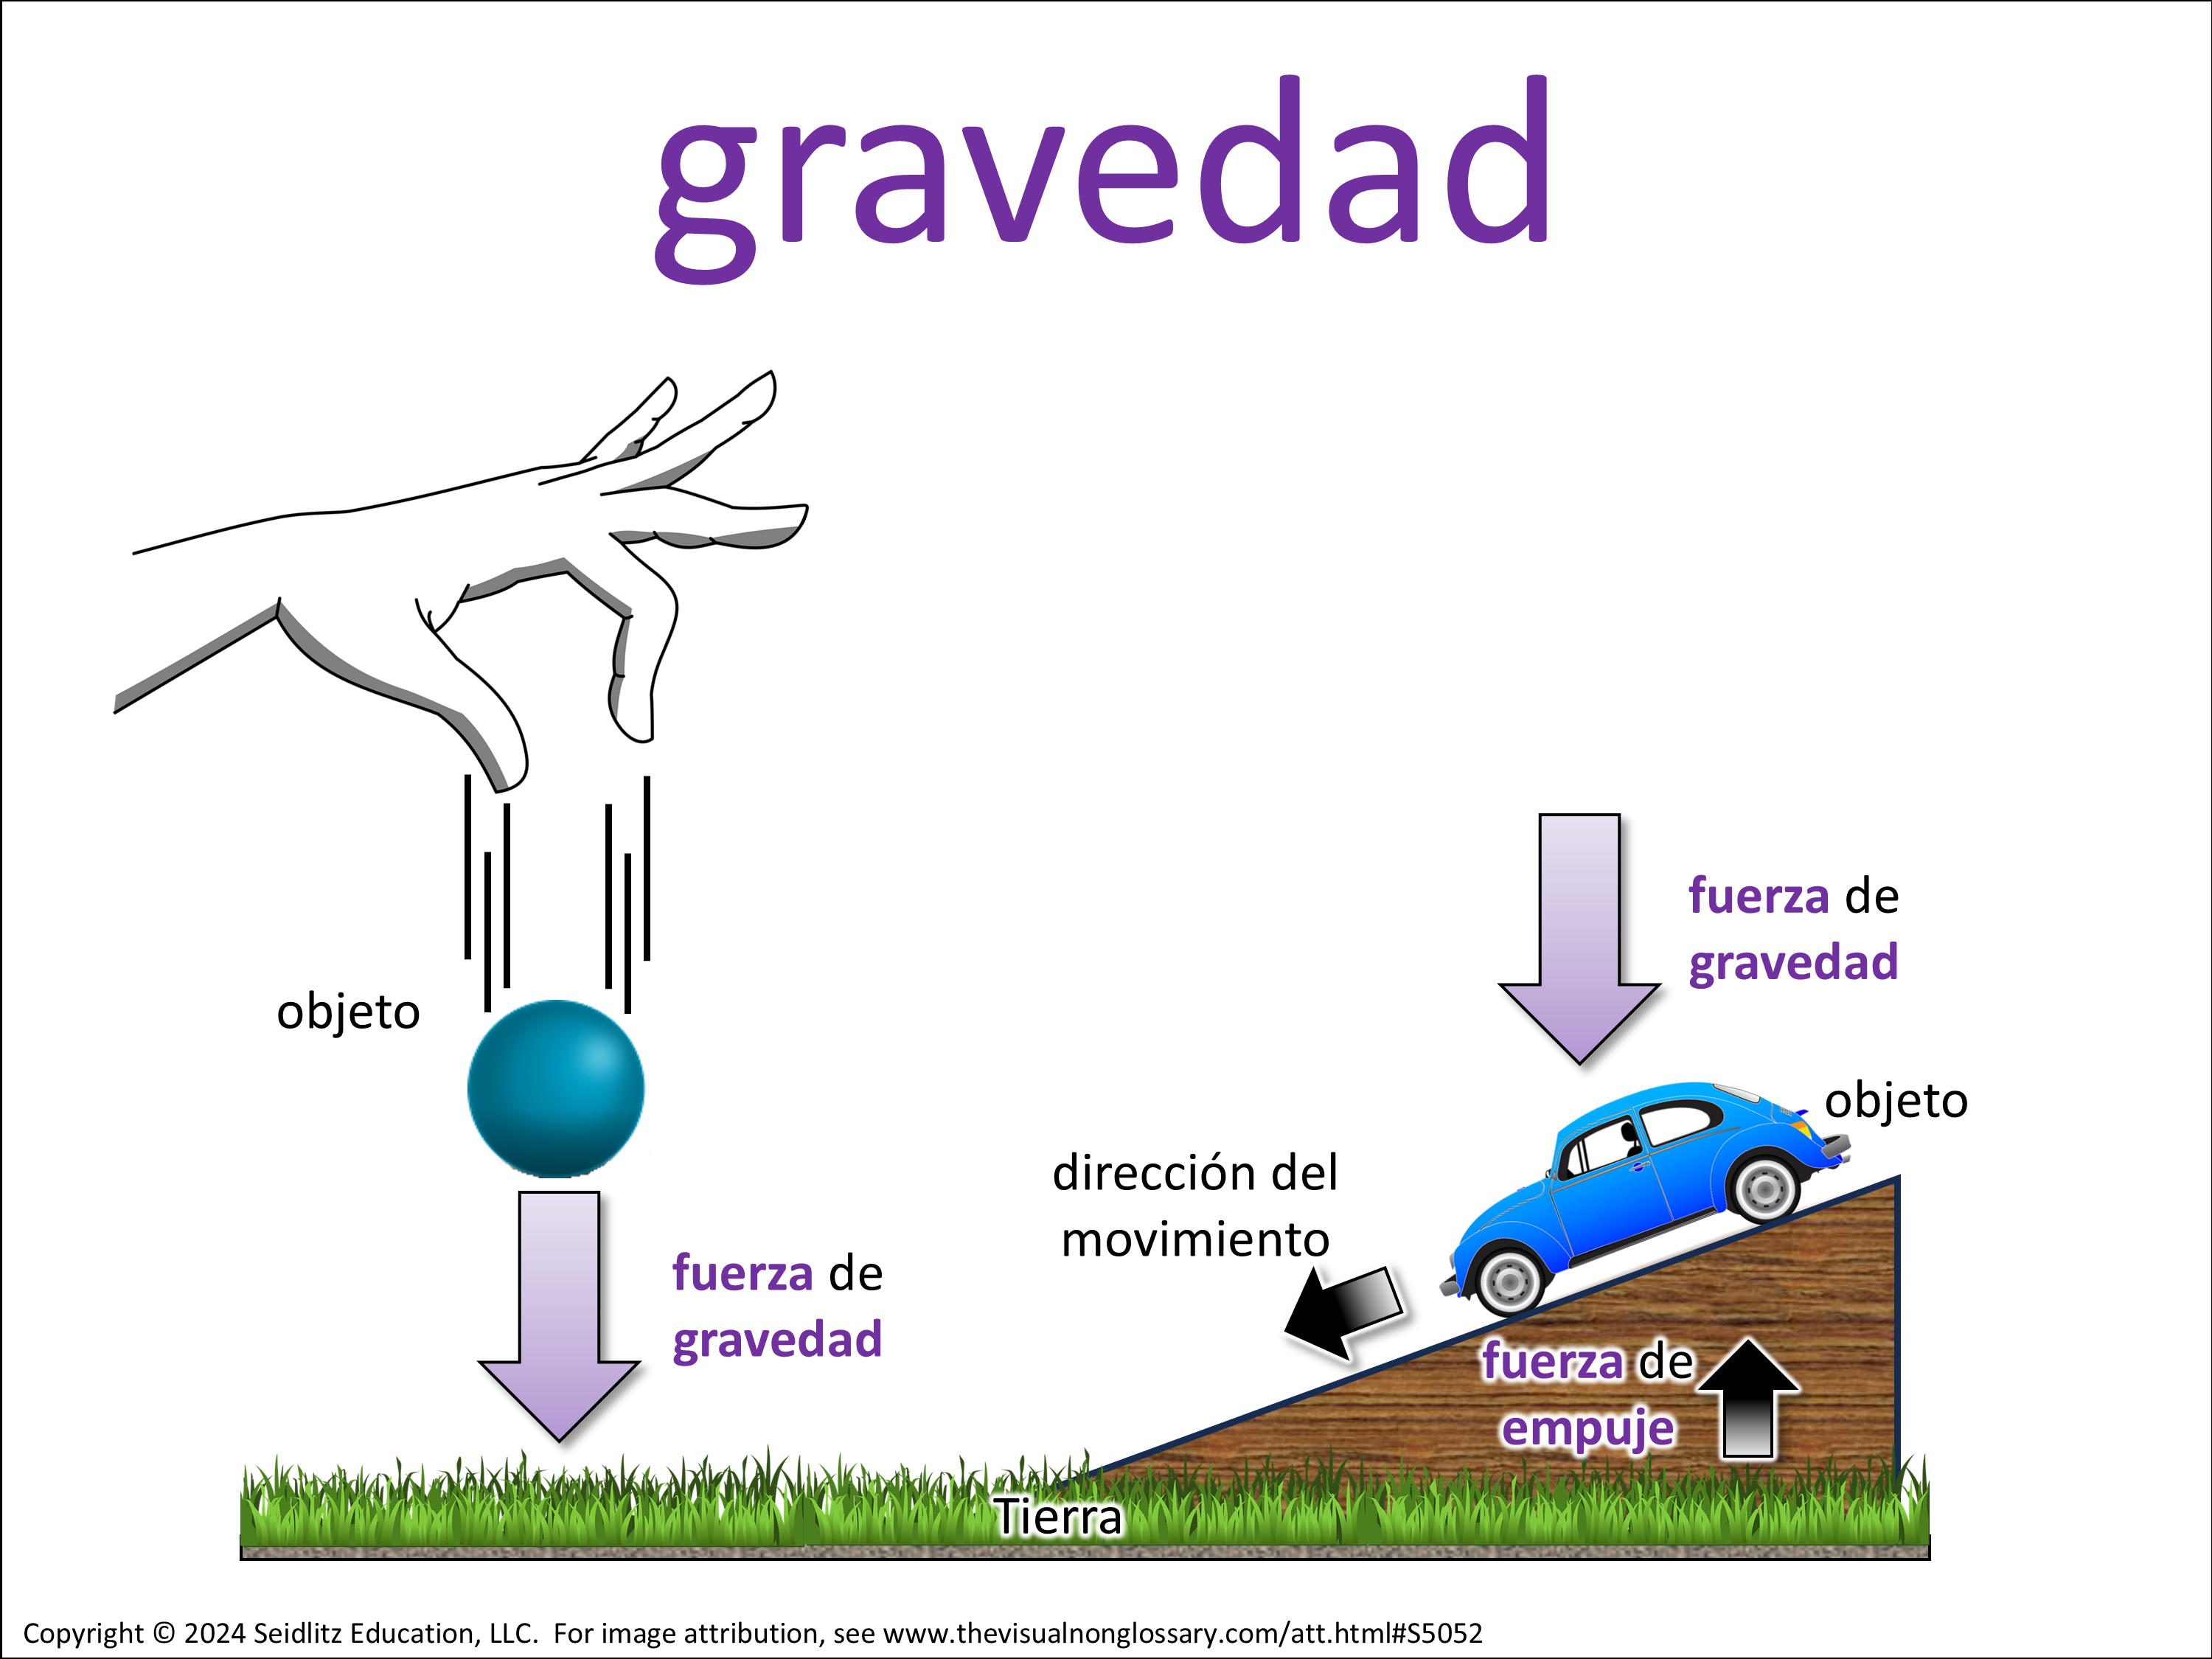 gravedad
objeto
fuerza de
gravedad
fuerza de
gravedad
objeto
dirección del
movimiento
fuerza de
empuje
Tierra
Copyright © 2024 Seidlitz Education, LLC.  For image attribution, see www.thevisualnonglossary.com/att.html#S5052